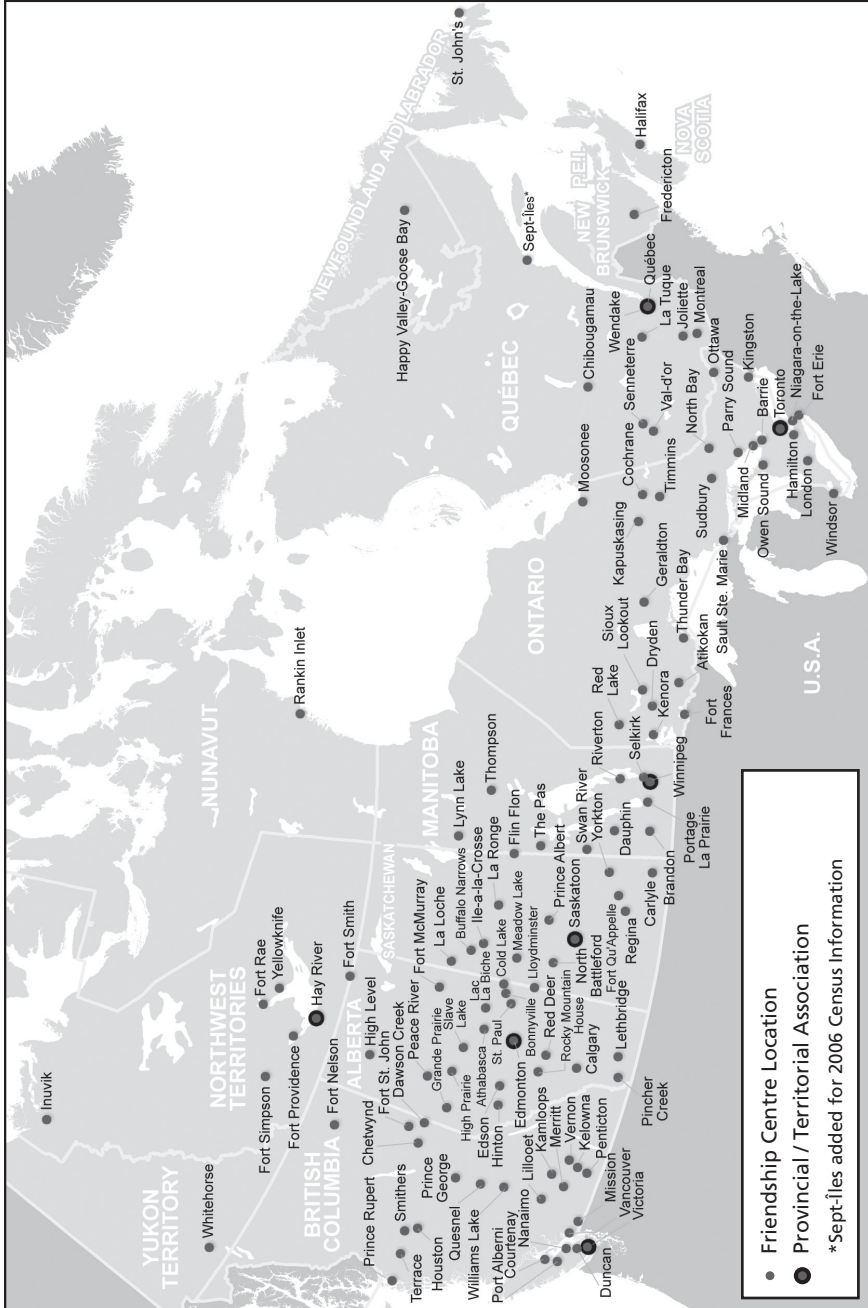 YUKON
TERRITORY
Whitehorse
Inuvik
NORTHWEST
TERRITORIES
Fort Simpson
Fort Providence
Fort Rae
Yellowknife
Hay River
Fort Smith
NUNAVUT
Rankin Inlet
BRITISH
COLUMBIA
Fort Nelson
Prince Rupert
Terrace
Smithers
Houston
Chetwynd
Fort St. John
Dawson Creek
Prince
George
Quesnel
Williams Lake
Port Alberni
Courtenay
Nanaimo
Lillooet
Kamloops
Merritt
Vernon
Kelowna
Penticton
Mission
Vancouver
Victoria
Duncan
ALBERTA
High Level
Peace River
Grande Prairie
High Prairie
Slave
Lake
Fort McMurray
Athabasca
Lac
La Biche
Edson
Hinton
St. Paul
Cold Lake
Bonnyville
Edmonton
Lloydminster
Red Deer
Rocky Mountain
House
Calgary
Lethbridge
Pincher
Creek
SASKATCHEWAN
La Loche
Buffalo Narrows
Ile-a-la-Crosse
La Ronge
Meadow Lake
Prince Albert
Saskatoon
North
Battleford
Fort Qu'Appelle
Regina
Yorkton
Carlyle
MANITOBA
Lynn Lake
Thompson
Flin Flon
The Pas
Swan River
Dauphin
Brandon
Portage
La Prairie
Riverton
Selkirk
Winnipeg
ONTARIO
Red
Lake
Sioux
Lookout
Dryden
Kenora
Fort
Frances
Atikokan
Thunder Bay
Geraldton
Kapuskasing
Cochrane
Timmins
Moosonee
Sault Ste. Marie
Sudbury
North Bay
Parry Sound
Midland
Owen Sound
Barrie
Toronto
Hamilton
London
Windsor
Niagara-on-the-Lake
Fort Erie
Kingston
Ottawa
QUÉBEC
Chibougamau
Senneterre
Val-d'or
Wendake
Québec
La Tuque
Joliette
Montreal
Sept-Îles*
NEWFOUNDLAND AND LABRADOR
Happy Valley-Goose Bay
St. John's
NEW
BRUNSWICK
P.E.I.
Fredericton
NOVA
SCOTIA
Halifax
U.S.A.
Friendship Centre Location
Provincial / Territorial Association
*Sept-Îles added for 2006 Census Information